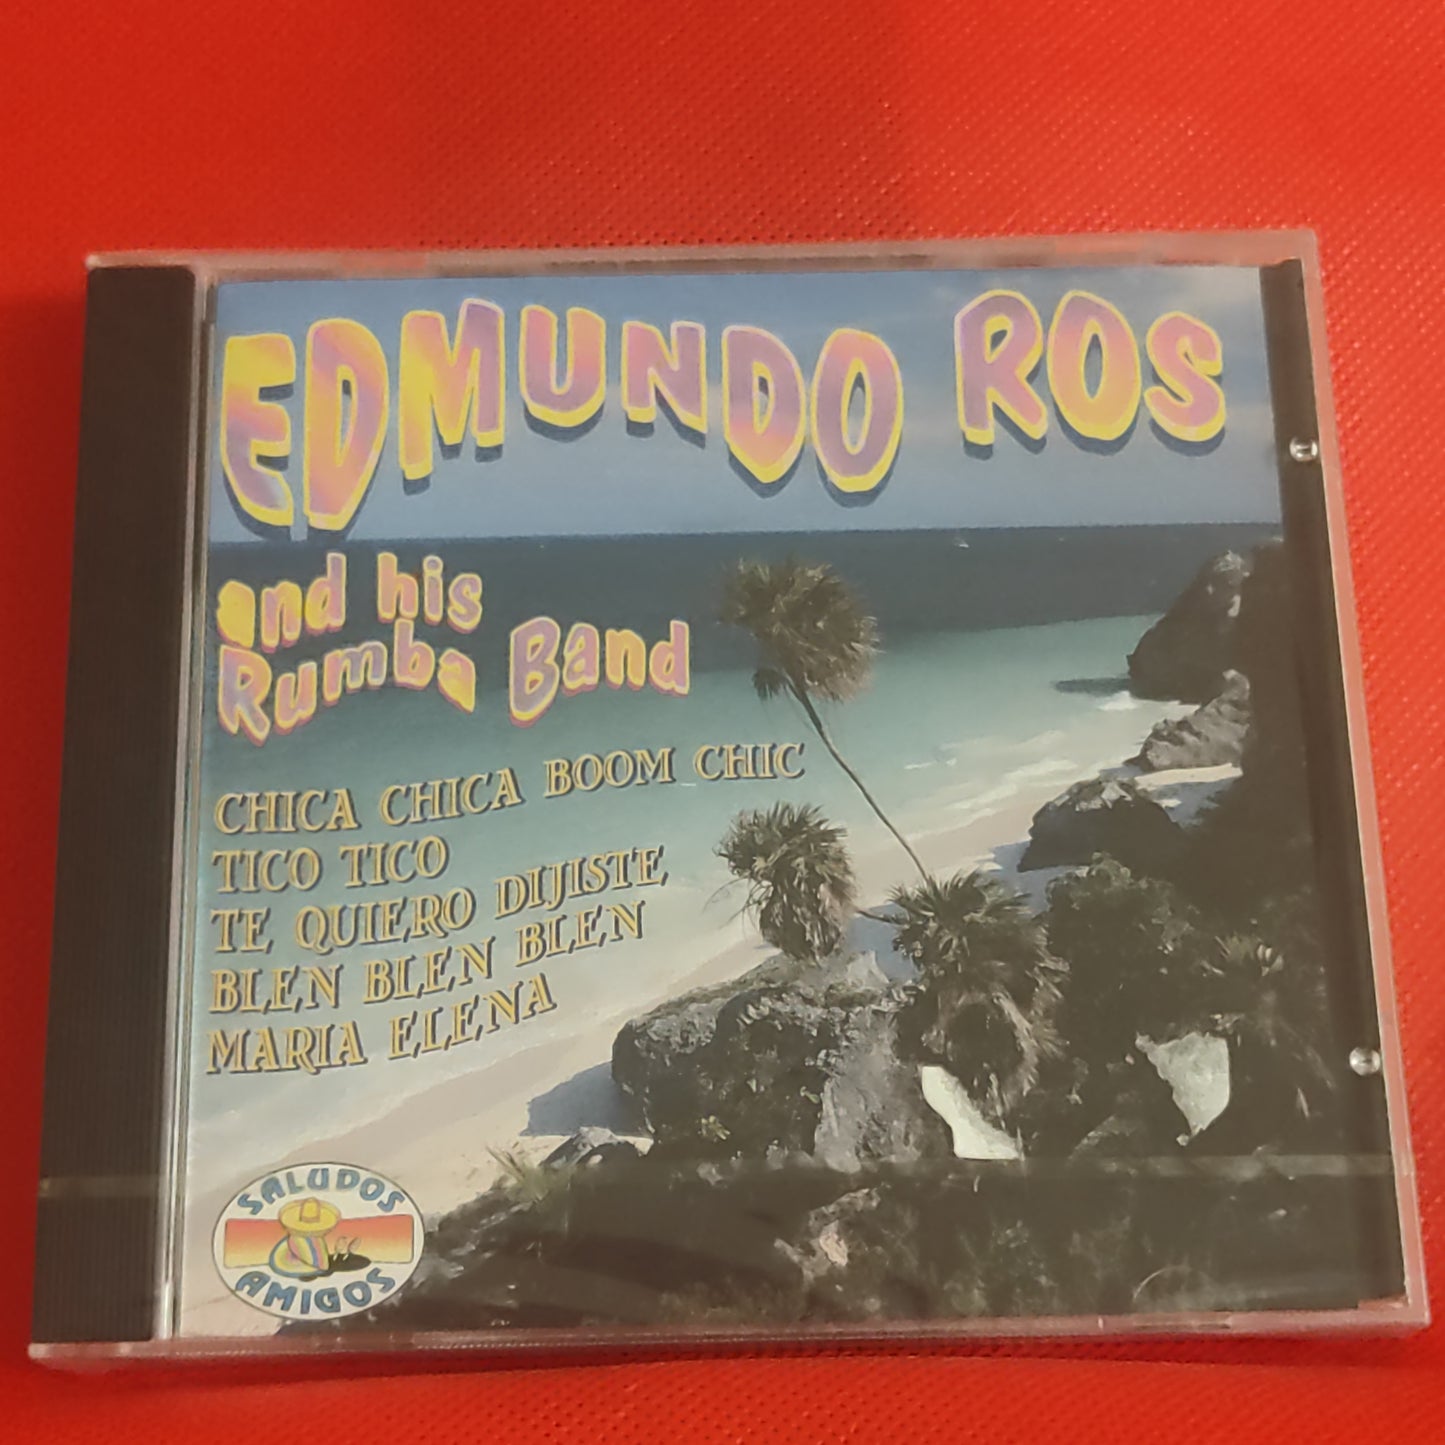 EDMUNDO ROS
and his
Rumba Band
CHICA CHICA BOOM CHIC
TICO TICO
TE QUIERO DIJISTE
BLEN BLEN BLEN
MARIA ELENA
SALUDOS
AMIGOS